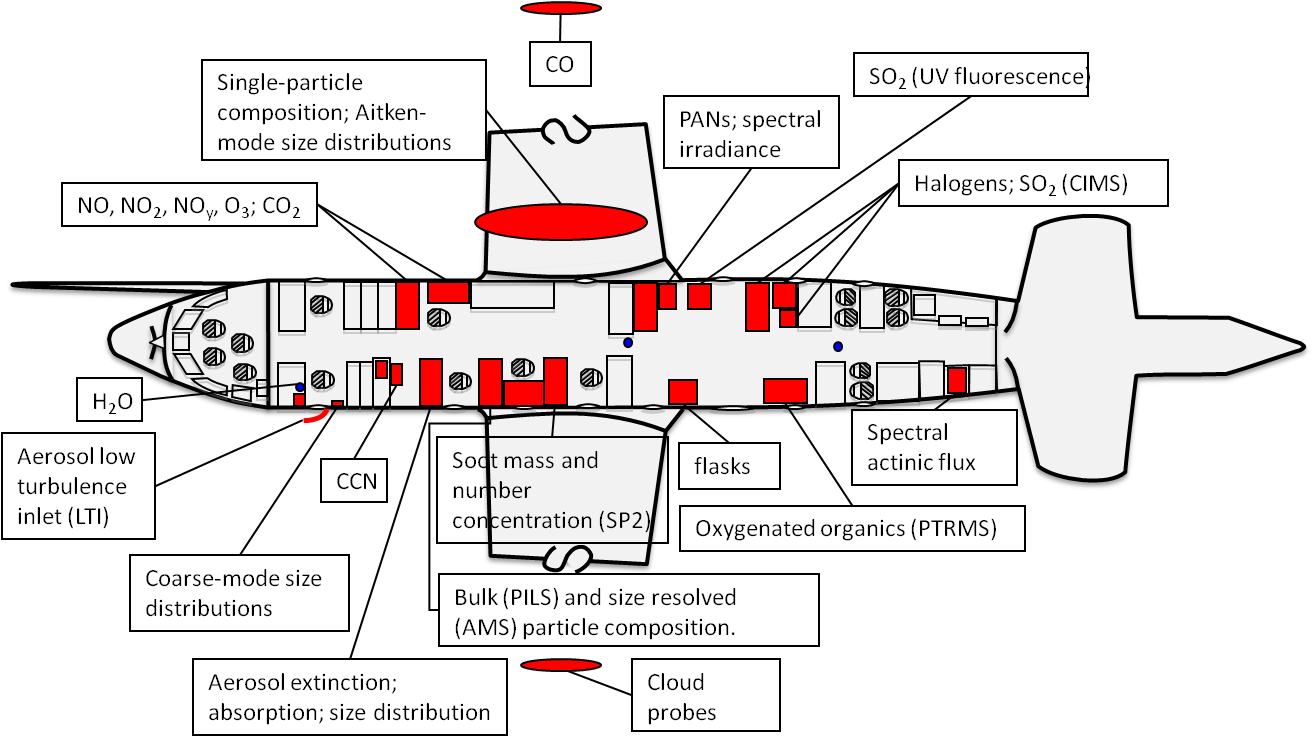 CO
SO₂ (UV fluorescence)
Single-particle
composition; Aitken-
mode size distributions
PANs; spectral
irradiance
Halogens; SO₂ (CIMS)
NO, NO₂, NOᵧ, O₃; CO₂
H₂O
Aerosol low
turbulence
inlet (LTI)
CCN
Soot mass and
number
concentration (SP2)
flasks
Spectral
actinic flux
Oxygenated organics (PTRMS)
Coarse-mode size
distributions
Bulk (PILS) and size resolved
(AMS) particle composition.
Aerosol extinction;
absorption; size distribution
Cloud
probes